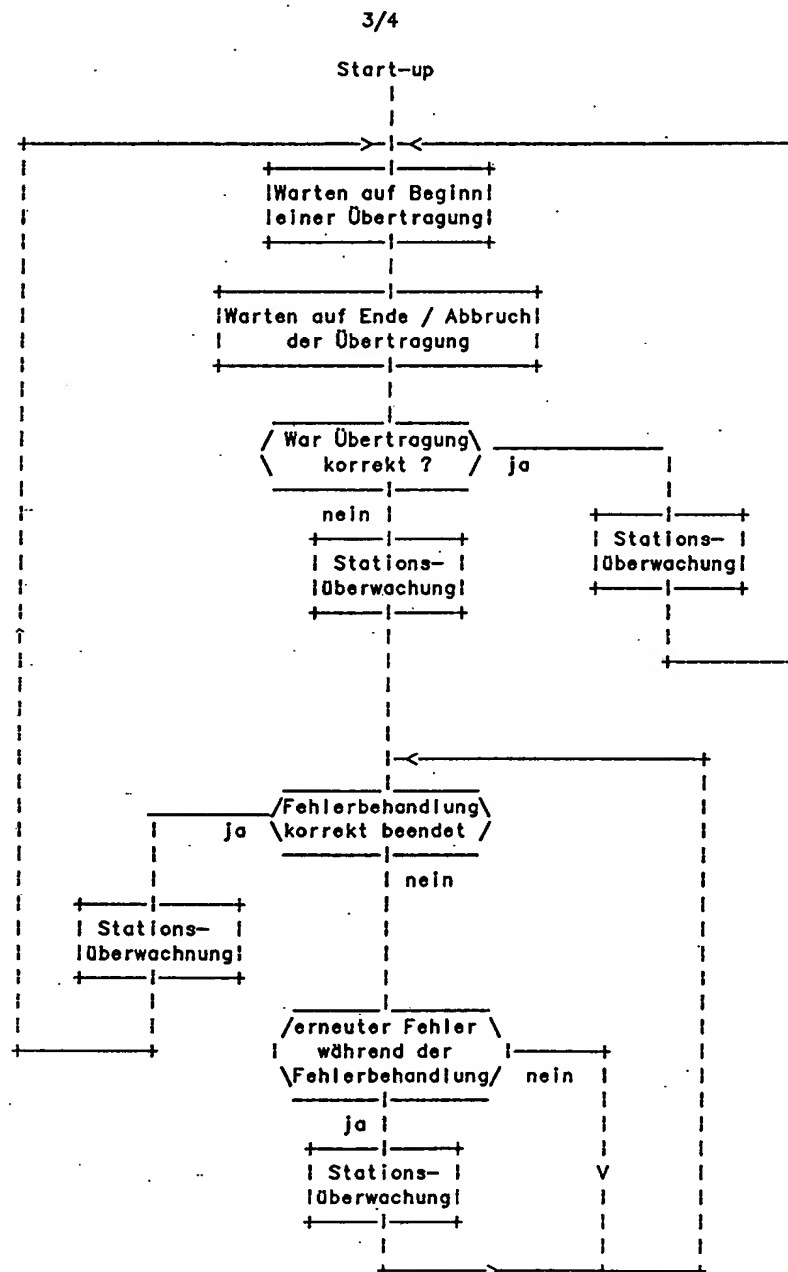 3/4
Start-up
Warten auf Beginn
einer Übertragung
Warten auf Ende / Abbruch
der Übertragung
War Übertragung
korrekt ?
ja
nein
Stations-
überwachung
Stations-
überwachung
Fehlerbehandlung
korrekt beendet
ja
nein
Stations-
überwachnung
erneuter Fehler
während der
Fehlerbehandlung
nein
ja
Stations-
überwachung